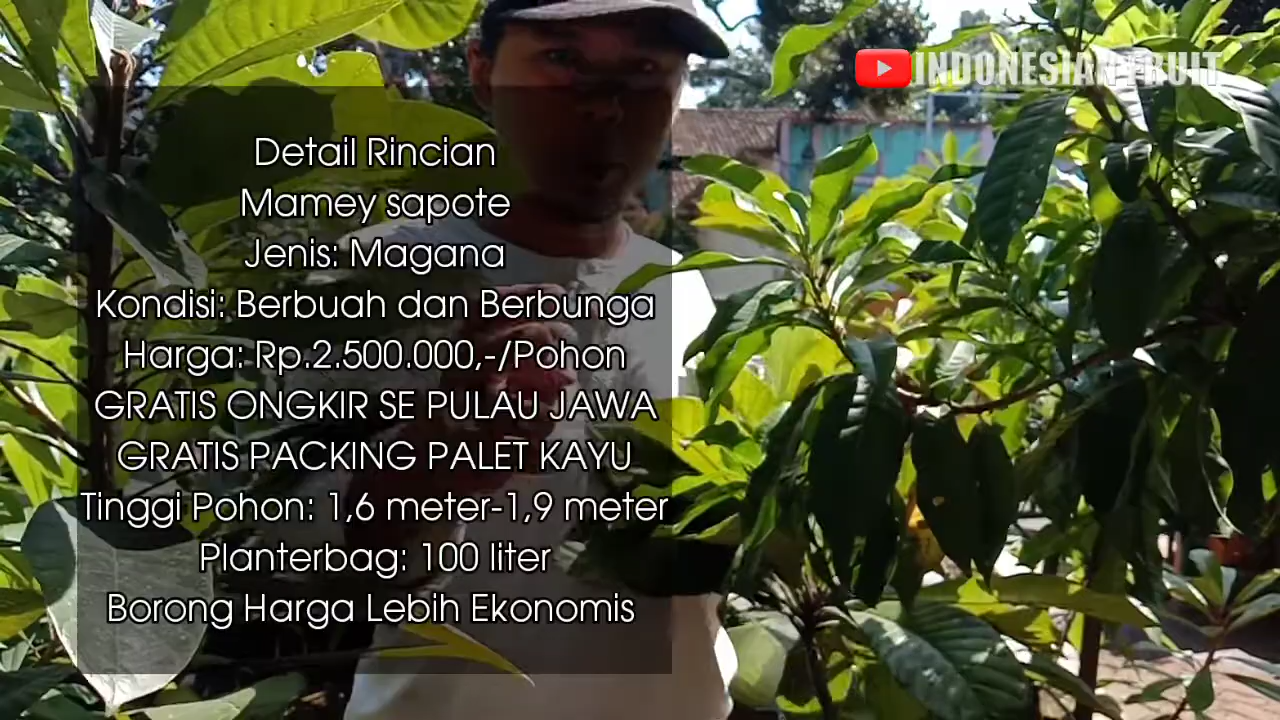 INDONESIAN FRUIT
Detail Rincian
Mamey sapote
Jenis: Magana
Kondisi: Berbuah dan Berbunga
Harga: Rp.2.500.000,-/Pohon
GRATIS ONGKIR SE PULAU JAWA
GRATIS PACKING PALET KAYU
Tinggi Pohon: 1,6 meter-1,9 meter
Planterbag: 100 liter
Borong Harga Lebih Ekonomis